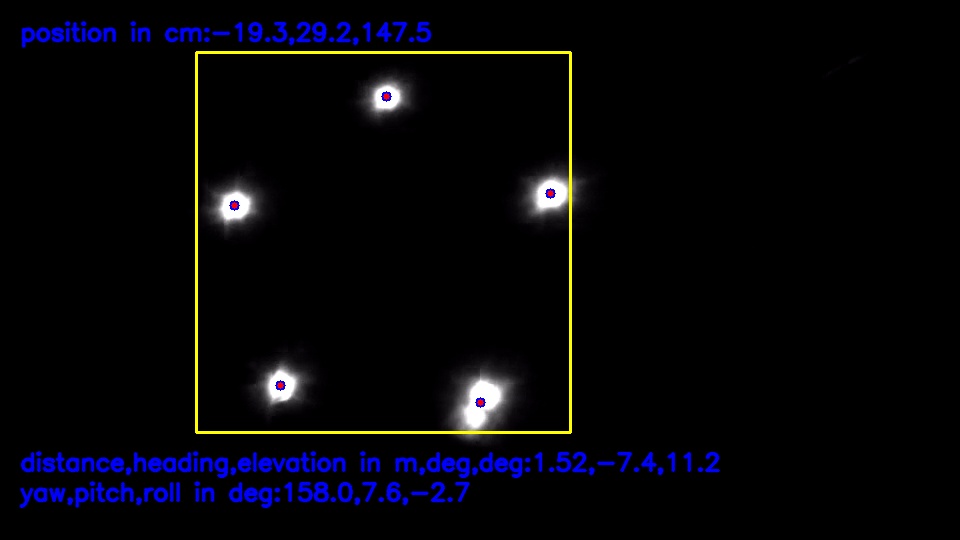 position in cm:-19.3,29.2,147.5
distance,heading,elevation in m,deg,deg:1.52,-7.4,11.2
yaw,pitch,roll in deg:158.0,7.6,-2.7